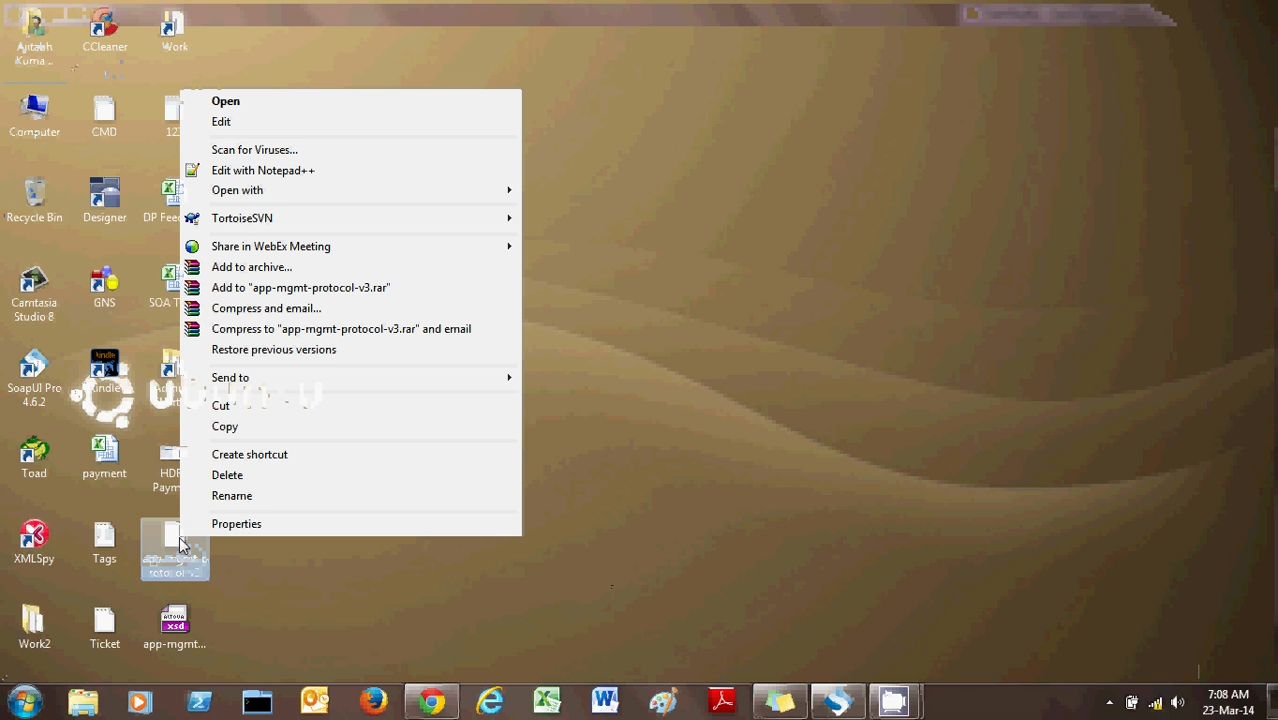 Kuma ...
CCleaner
Work
Computer
CMD
Recycle Bin
Designer
DP Feed
Camtasia
Studio 8
GNS
SOA T
SoapUI Pro
4.6.2
Kindle
Toad
payment
XMLSpy
Tags
Work2
Ticket
app-mgmt...
Open
Edit
Scan for Viruses...
Edit with Notepad++
Open with
TortoiseSVN
Share in WebEx Meeting
Add to archive...
Add to "app-mgmt-protocol-v3.rar"
Compress and email...
Compress to "app-mgmt-protocol-v3.rar" and email
Restore previous versions
Send to
Cut
Copy
Create shortcut
Delete
Rename
Properties
ALTOVA
xsd
7:08 AM
23-Mar-14